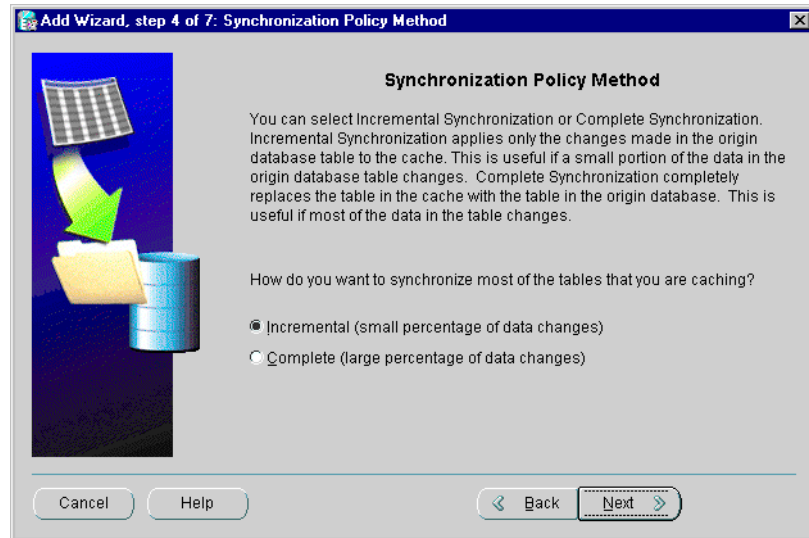 Add Wizard, step 4 of 7: Synchronization Policy Method
Synchronization Policy Method
You can select Incremental Synchronization or Complete Synchronization.
Incremental Synchronization applies only the changes made in the origin
database table to the cache. This is useful if a small portion of the data in the
origin database table changes. Complete Synchronization completely
replaces the table in the cache with the table in the origin database. This is
useful if most of the data in the table changes.
How do you want to synchronize most of the tables that you are caching?
Incremental (small percentage of data changes)
Complete (large percentage of data changes)
Cancel
Help
Back
Next